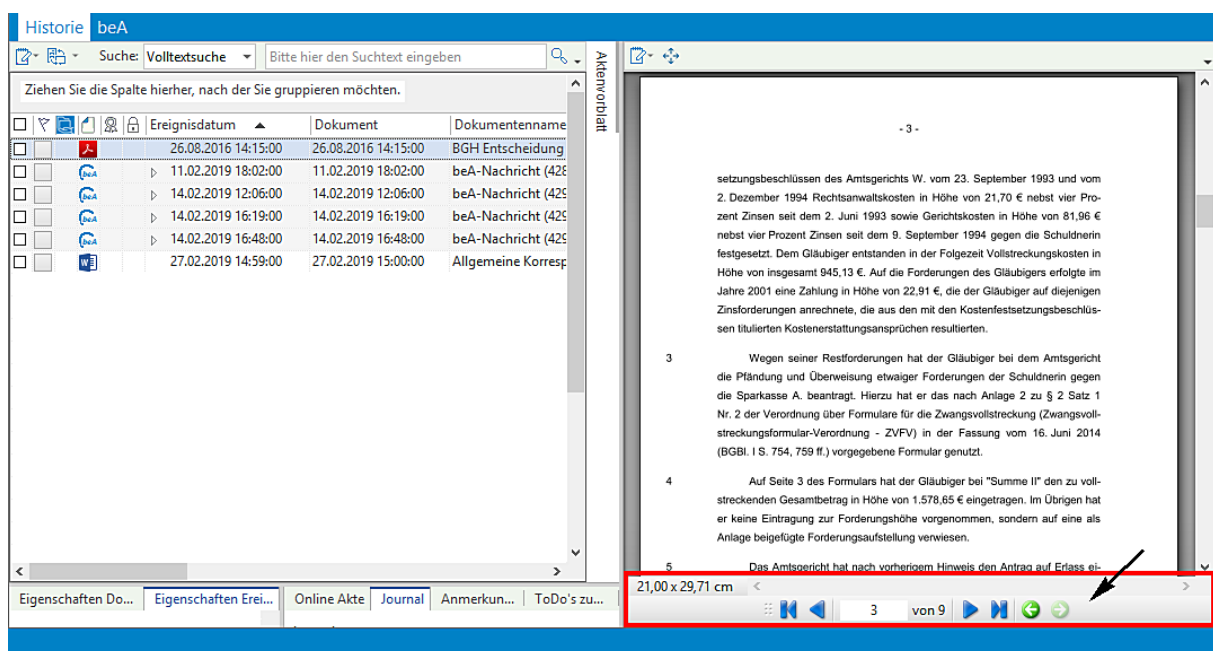 Historie beA
Suche: Volltextsuche Bitte hier den Suchtext eingeben
Ziehen Sie die Spalte hierher, nach der Sie gruppieren möchten.
Ereignisdatum Dokument Dokumentenname
26.08.2016 14:15:00 26.08.2016 14:15:00 BGH Entscheidung
beA 11.02.2019 18:02:00 11.02.2019 18:02:00 beA-Nachricht (428
beA 14.02.2019 12:06:00 14.02.2019 12:06:00 beA-Nachricht (429
beA 14.02.2019 16:19:00 14.02.2019 16:19:00 beA-Nachricht (429
beA 14.02.2019 16:48:00 14.02.2019 16:48:00 beA-Nachricht (429
W 27.02.2019 14:59:00 27.02.2019 15:00:00 Allgemeine Korresp
Eigenschaften Do... Eigenschaften Erei... Online Akte Journal Anmerkun... ToDo's zu...
Aktenvorblatt
- 3 -
setzungsbeschlüssen des Amtsgerichts W. vom 23. September 1993 und vom
2. Dezember 1994 Rechtsanwaltskosten in Höhe von 21,70 € nebst vier Pro-
zent Zinsen seit dem 2. Juni 1993 sowie Gerichtskosten in Höhe von 81,96 €
nebst vier Prozent Zinsen seit dem 9. September 1994 gegen die Schuldnerin
festgesetzt. Dem Gläubiger entstanden in der Folgezeit Vollstreckungskosten in
Höhe von insgesamt 945,13 €. Auf die Forderungen des Gläubigers erfolgte im
Jahre 2001 eine Zahlung in Höhe von 22,91 €, die der Gläubiger auf diejenigen
Zinsforderungen anrechnete, die aus den mit den Kostenfestsetzungsbeschlüs-
sen titulierten Kostenerstattungsansprüchen resultierten.
3 Wegen seiner Restforderungen hat der Gläubiger bei dem Amtsgericht
die Pfändung und Überweisung etwaiger Forderungen der Schuldnerin gegen
die Sparkasse A. beantragt. Hierzu hat er das nach Anlage 2 zu § 2 Satz 1
Nr. 2 der Verordnung über Formulare für die Zwangsvollstreckung (Zwangsvoll-
streckungsformular-Verordnung - ZVFV) in der Fassung vom 16. Juni 2014
(BGBl. I S. 754, 759 ff.) vorgegebene Formular genutzt.
4 Auf Seite 3 des Formulars hat der Gläubiger bei "Summe II" den zu voll-
streckenden Gesamtbetrag in Höhe von 1.578,65 € eingetragen. Im Übrigen hat
er keine Eintragung zur Forderungshöhe vorgenommen, sondern auf eine als
Anlage beigefügte Forderungsaufstellung verwiesen.
5 Das Amtsgericht hat nach vorherigem Hinweis den Antrag auf Erlass ei-
21,00 x 29,71 cm
3 von 9